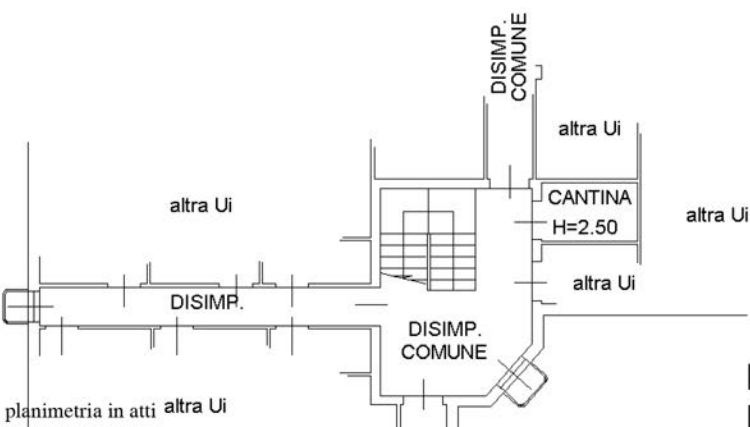 DISIMP.
COMUNE
altra Ui
CANTINA
H=2.50
altra Ui
altra Ui
altra Ui
DISIMP.
DISIMP.
COMUNE
planimetria in atti
altra Ui